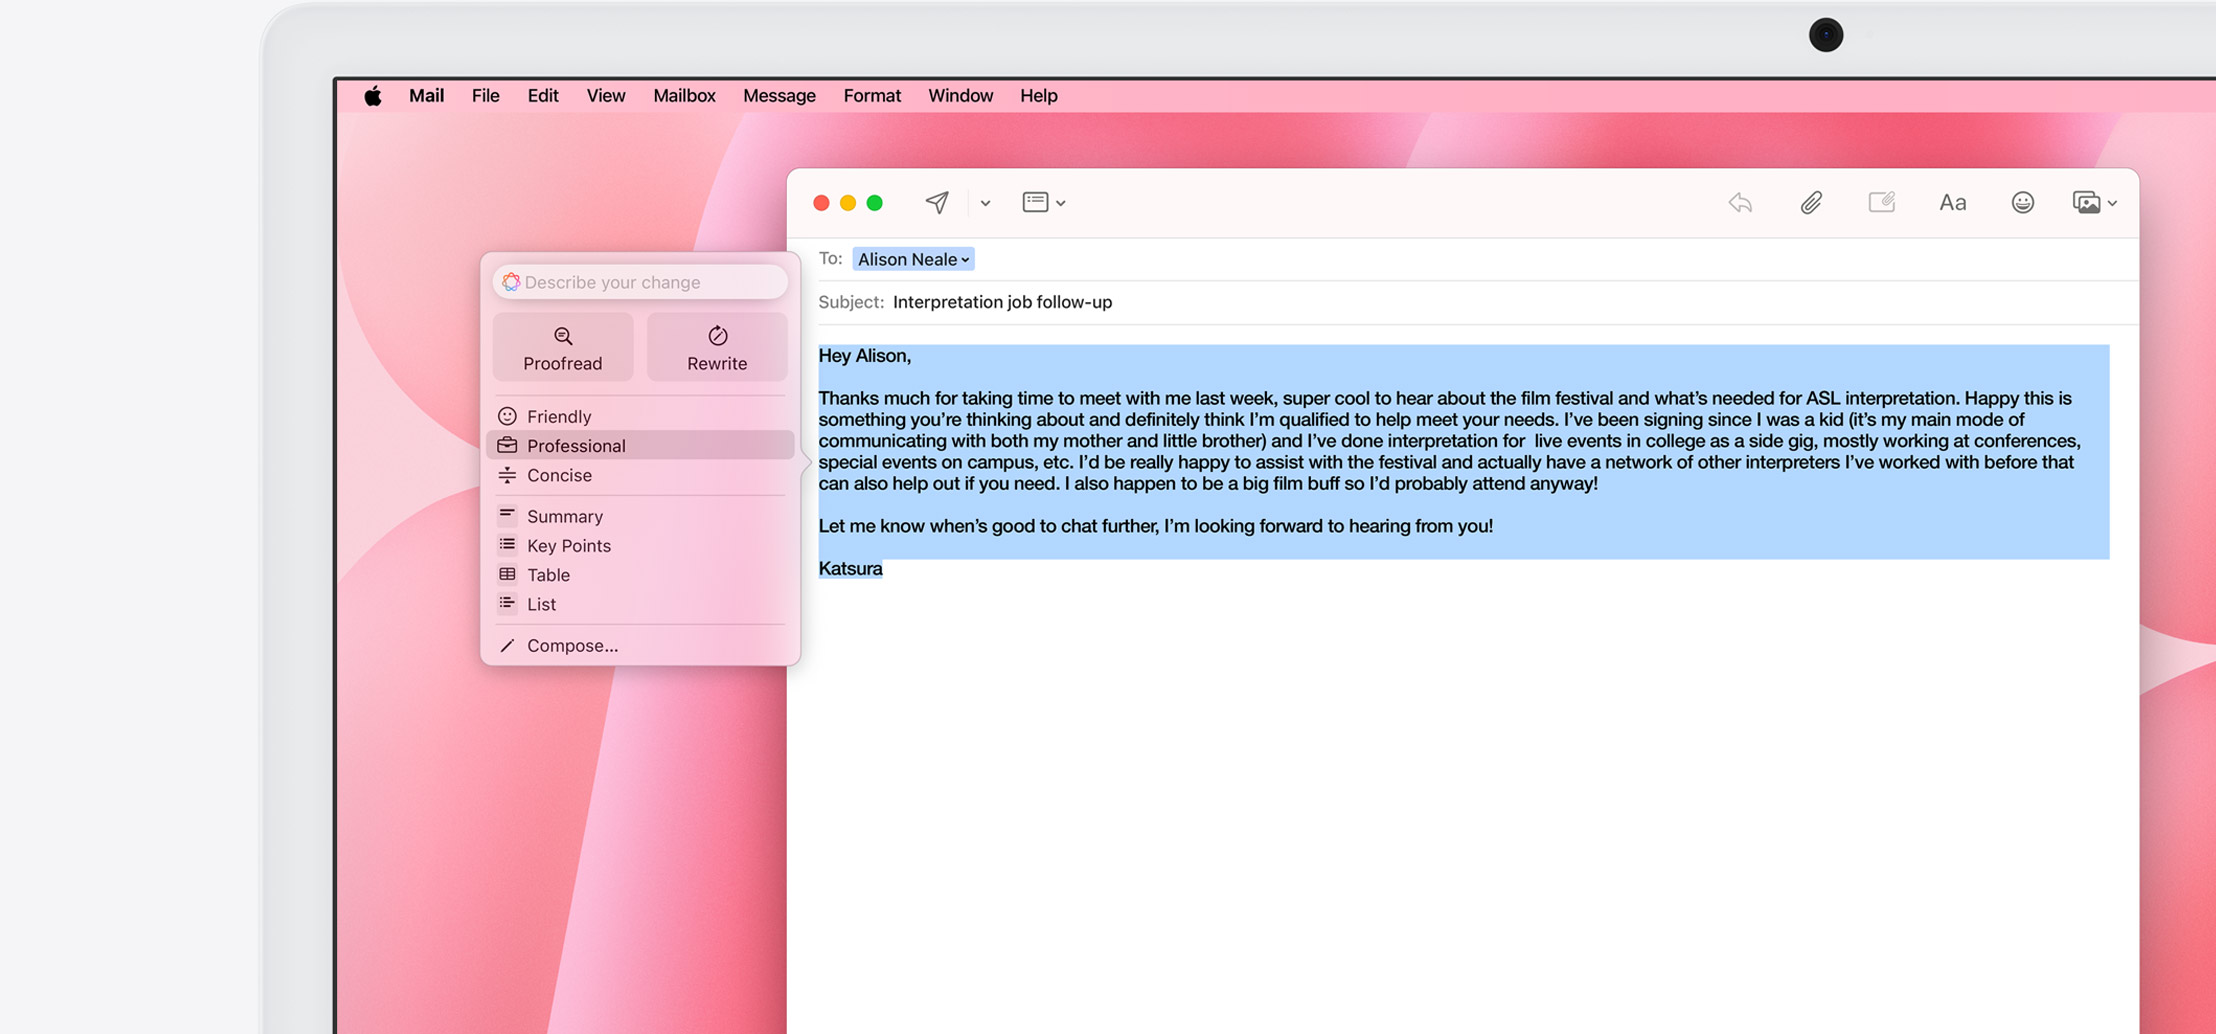 Mail File Edit View Mailbox Message Format Window Help
Aa
To: Alison Neale
Subject: Interpretation job follow-up
Describe your change
Proofread Rewrite
Friendly
Professional
Concise
Summary
Key Points
Table
List
Compose...
Hey Alison,
Thanks much for taking time to meet with me last week, super cool to hear about the film festival and what’s needed for ASL interpretation. Happy this is
something you’re thinking about and definitely think I’m qualified to help meet your needs. I’ve been signing since I was a kid (it’s my main mode of
communicating with both my mother and little brother) and I’ve done interpretation for  live events in college as a side gig, mostly working at conferences,
special events on campus, etc. I’d be really happy to assist with the festival and actually have a network of other interpreters I’ve worked with before that
can also help out if you need. I also happen to be a big film buff so I’d probably attend anyway!
Let me know when’s good to chat further, I’m looking forward to hearing from you!
Katsura